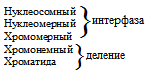 Нуклеосомный
Нуклеомерный
Хромомерный
интерфаза
Хромонемный
Хроматида
деление